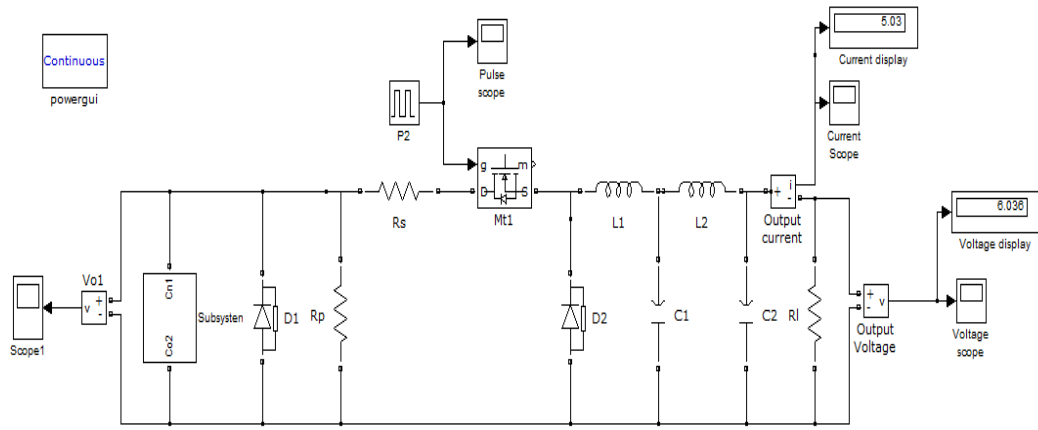 Continuous
powergui
Pulse
scope
P2
5.03
Current display
Current
Scope
g
m
D
S
Mt1
Rs
L1
L2
+
i
-
Output
current
6.036
Voltage display
Vo1
v
+
-
Scope1
Cn1
Co2
Subsysten
D1
Rp
D2
C1
C2
Rl
+
-
v
Output
Voltage
Voltage
scope